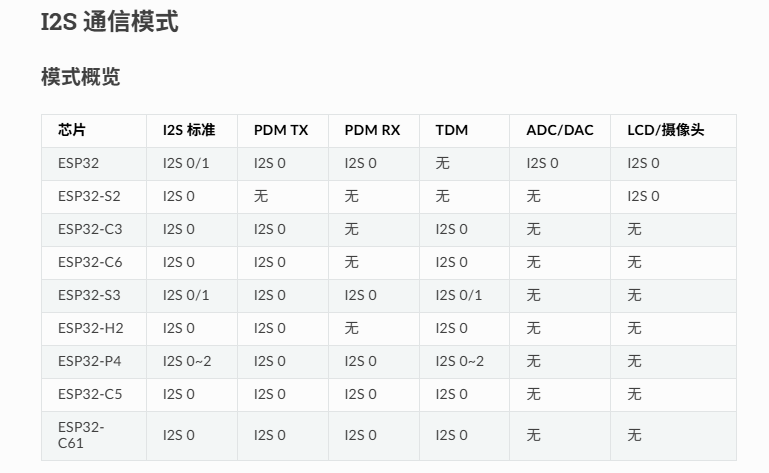 I2S 通信模式
模式概览
芯片 I2S 标准 PDM TX PDM RX TDM ADC/DAC LCD/摄像头
ESP32 I2S 0/1 I2S 0 I2S 0 无 I2S 0 I2S 0
ESP32-S2 I2S 0 无 无 无 无 I2S 0
ESP32-C3 I2S 0 I2S 0 无 I2S 0 无 无
ESP32-C6 I2S 0 I2S 0 无 I2S 0 无 无
ESP32-S3 I2S 0/1 I2S 0 I2S 0 I2S 0/1 无 无
ESP32-H2 I2S 0 I2S 0 无 I2S 0 无 无
ESP32-P4 I2S 0~2 I2S 0 I2S 0 I2S 0~2 无 无
ESP32-C5 I2S 0 I2S 0 I2S 0 I2S 0 无 无
ESP32-
C61 I2S 0 I2S 0 I2S 0 I2S 0 无 无